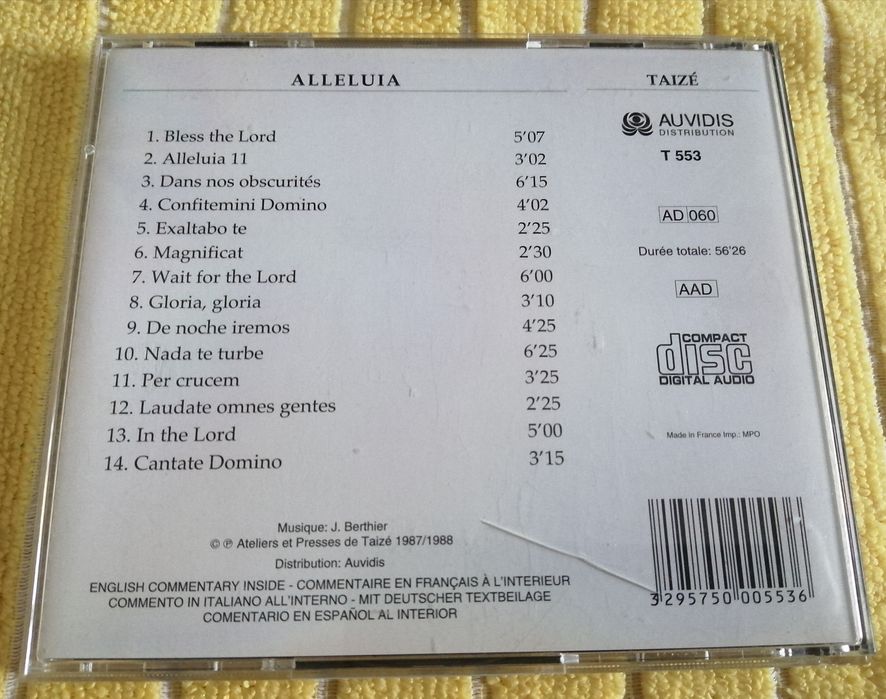 ALLELUIA
1. Bless the Lord 5'07
2. Alleluia 11 3'02
3. Dans nos obscurités 6'15
4. Confitemini Domino 4'02
5. Exaltabo te 2'25
6. Magnificat 2'30
7. Wait for the Lord 6'00
8. Gloria, gloria 3'10
9. De noche iremos 4'25
10. Nada te turbe 6'25
11. Per crucem 3'25
12. Laudate omnes gentes 2'25
13. In the Lord 5'00
14. Cantate Domino 3'15
Musique: J. Berthier
© ℗ Ateliers et Presses de Taizé 1987/1988
Distribution: Auvidis
ENGLISH COMMENTARY INSIDE - COMMENTAIRE EN FRANÇAIS À L'INTERIEUR
COMMENTO IN ITALIANO ALL'INTERNO - MIT DEUTSCHER TEXTBEILAGE
COMENTARIO EN ESPAÑOL AL INTERIOR
TAIZÉ
AUVIDIS
DISTRIBUTION
T 553
AD 060
Durée totale: 56'26
AAD
COMPACT
disc
DIGITAL AUDIO
Made in France Imp.: MPO
3 295750 005536